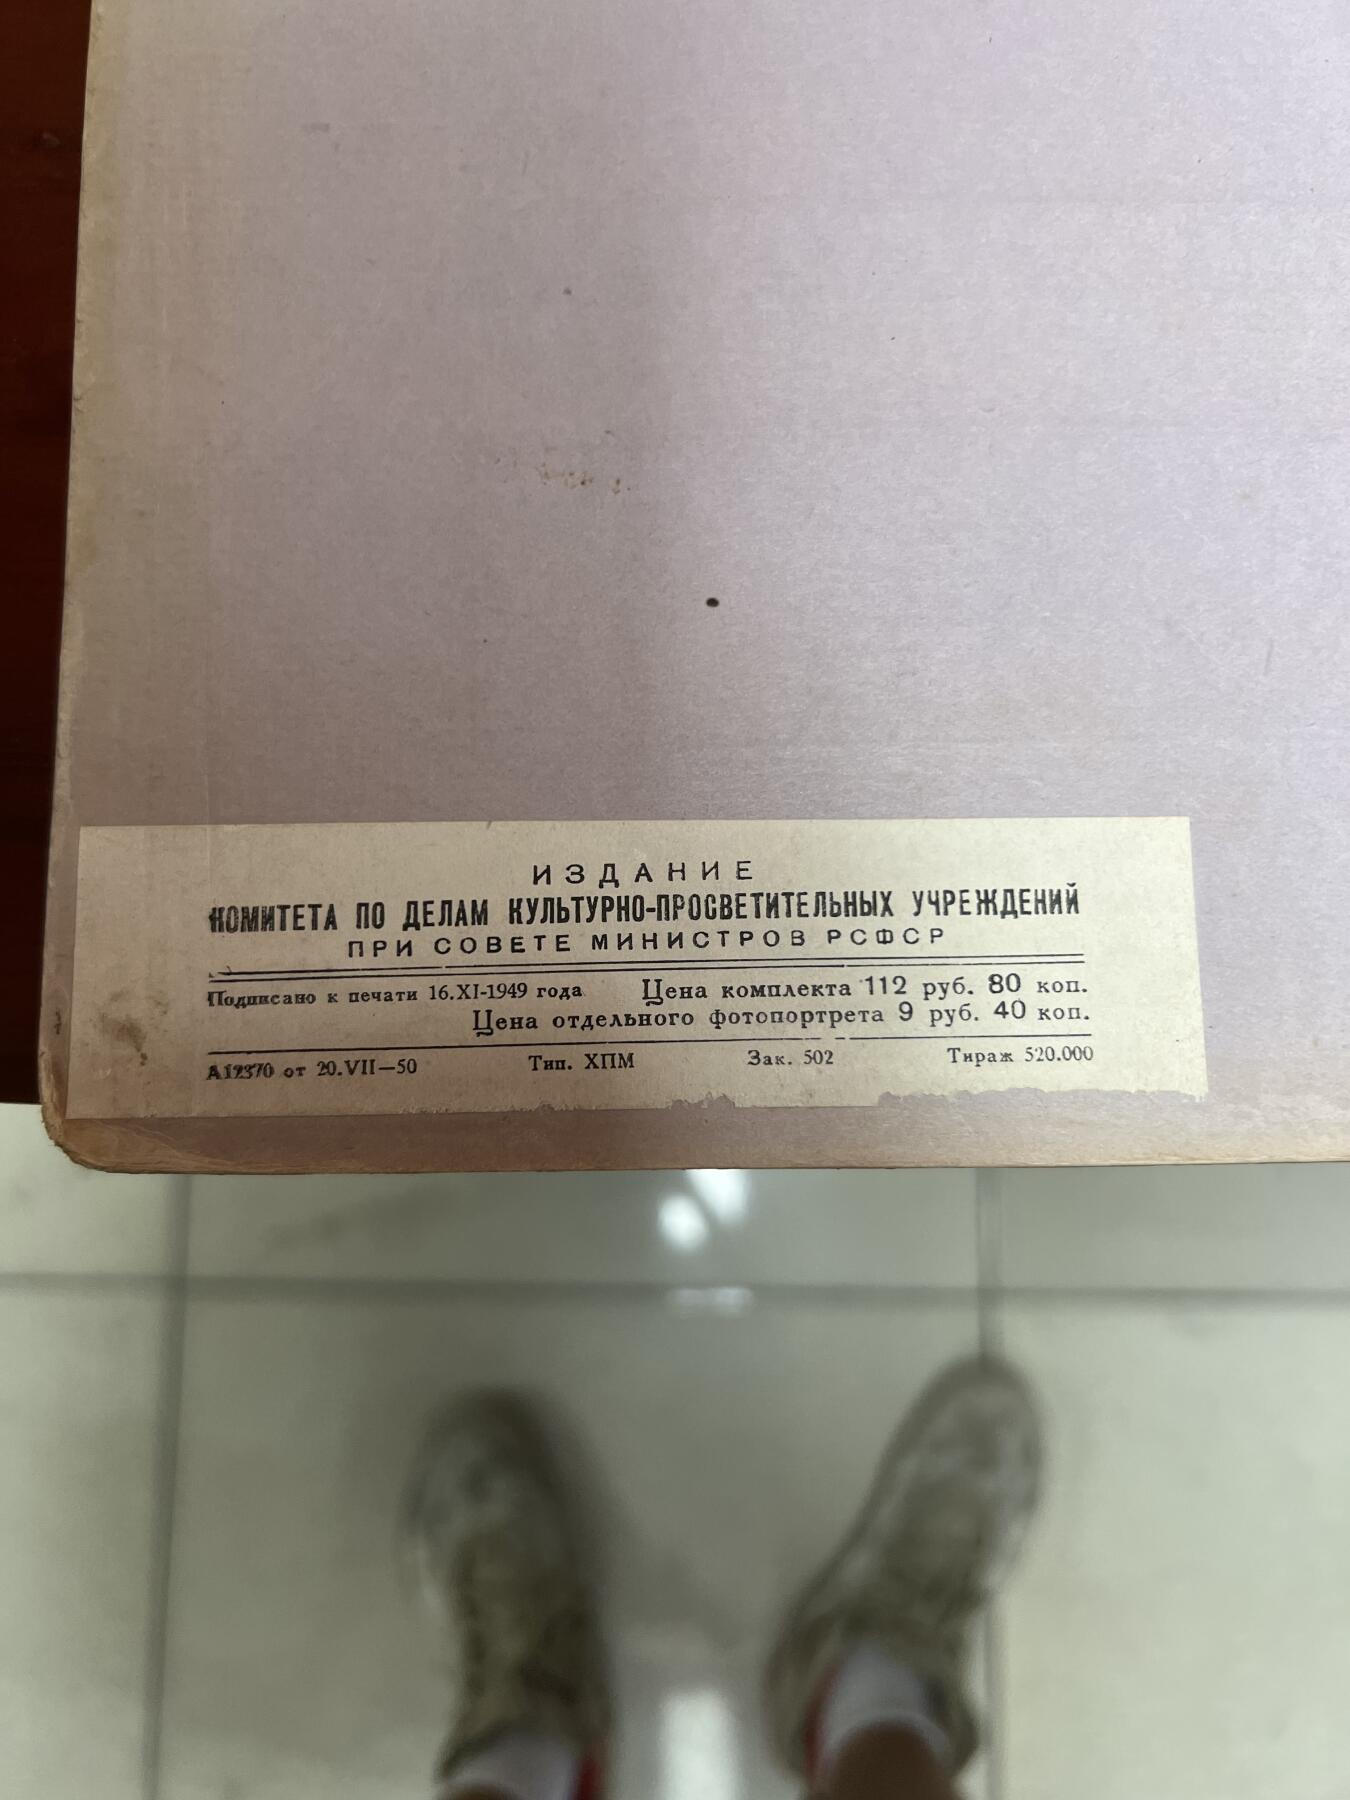 ИЗДАНИЕ
КОМИТЕТА ПО ДЕЛАМ КУЛЬТУРНО-ПРОСВЕТИТЕЛЬНЫХ УЧРЕЖДЕНИЙ
ПРИ СОВЕТЕ МИНИСТРОВ РСФСР
Подписано к печати 16.XI-1949 года Цена комплекта 112 руб. 80 коп.
Цена отдельного фотопортрета 9 руб. 40 коп.
А12370 от 20.VII—50 Тип. ХПМ Зак. 502 Тираж 520.000